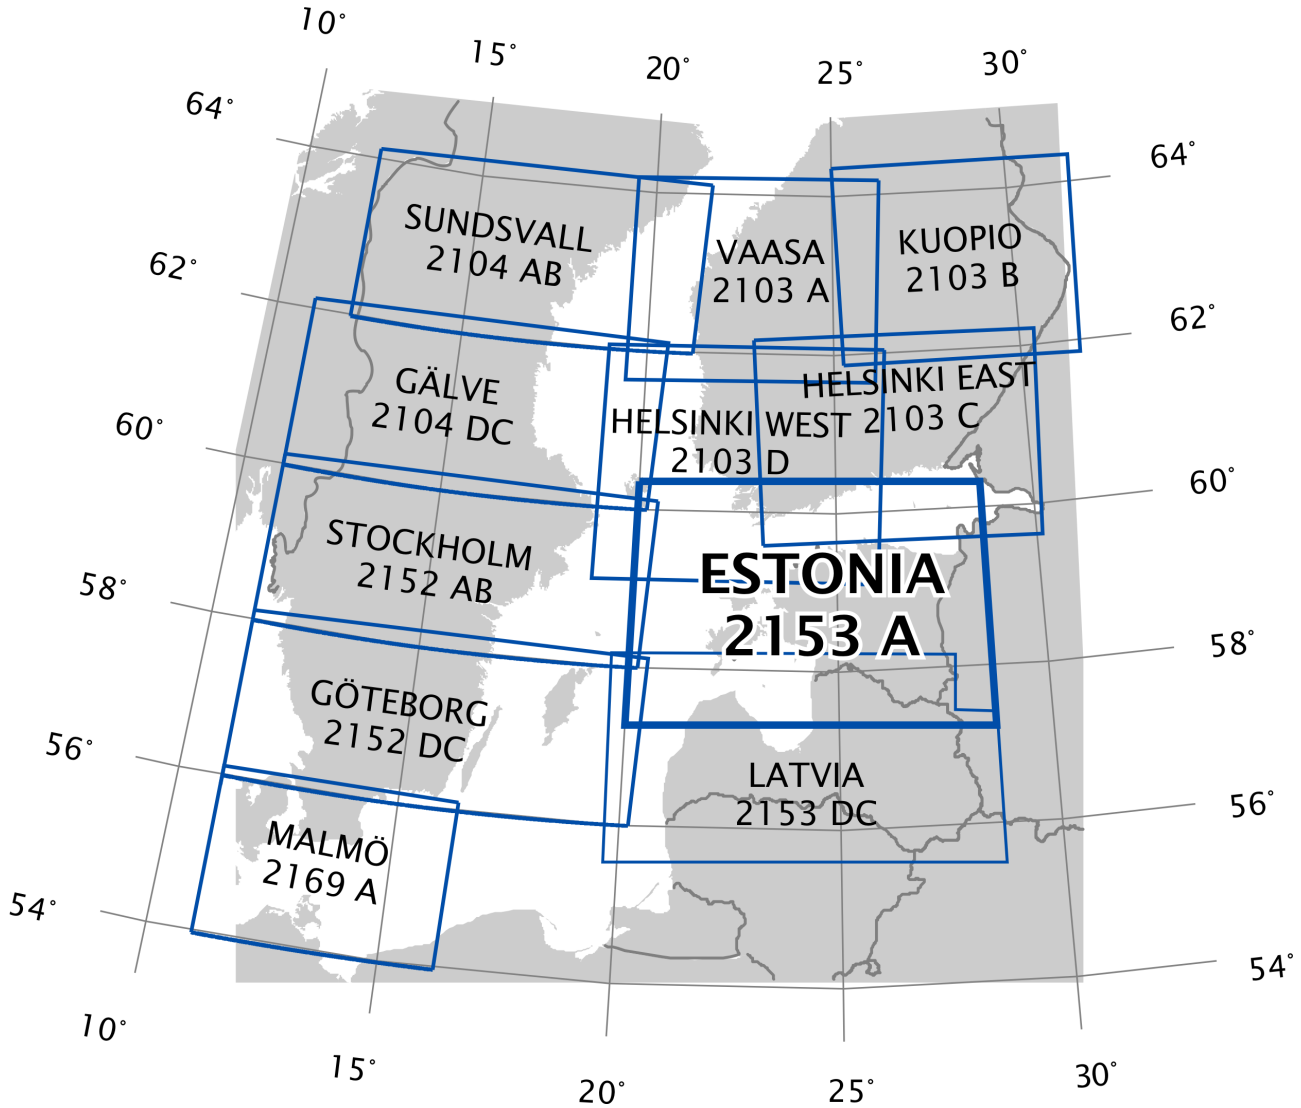 10°
15°
20°
25°
30°
64°
64°
SUNDSVALL
2104 AB
VAASA
2103 A
KUOPIO
2103 B
62°
62°
GÄLVE
2104 DC
HELSINKI EAST
2103 C
HELSINKI WEST
2103 D
60°
60°
STOCKHOLM
2152 AB
ESTONIA
2153 A
58°
58°
GÖTEBORG
2152 DC
LATVIA
2153 DC
56°
56°
MALMÖ
2169 A
54°
54°
10°
15°
20°
25°
30°